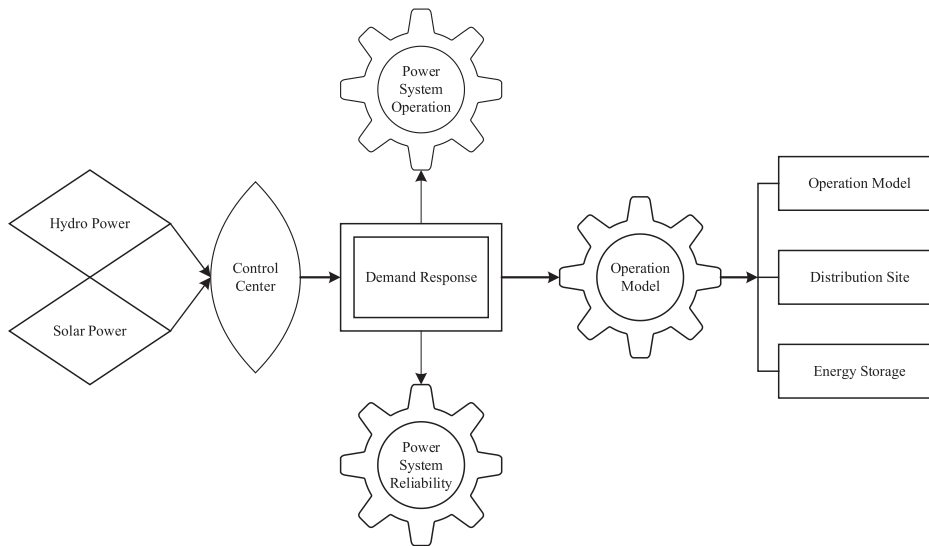 Power
System
Operation
Hydro Power
Solar Power
Control
Center
Demand Response
Operation
Model
Operation Model
Distribution Site
Energy Storage
Power
System
Reliability